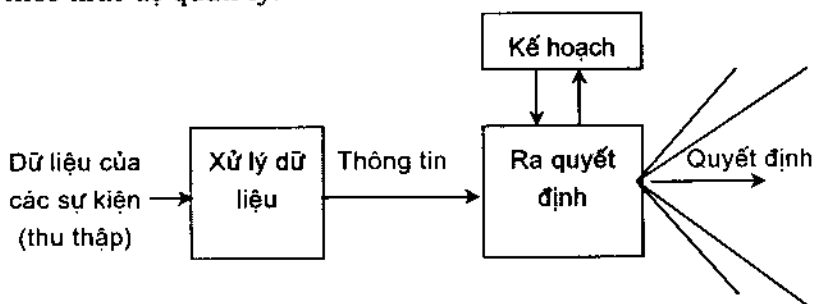 Kế hoạch
Dữ liệu của
các sự kiện
(thu thập)
Xử lý dữ
liệu
Thông tin
Ra quyết
định
Quyết định